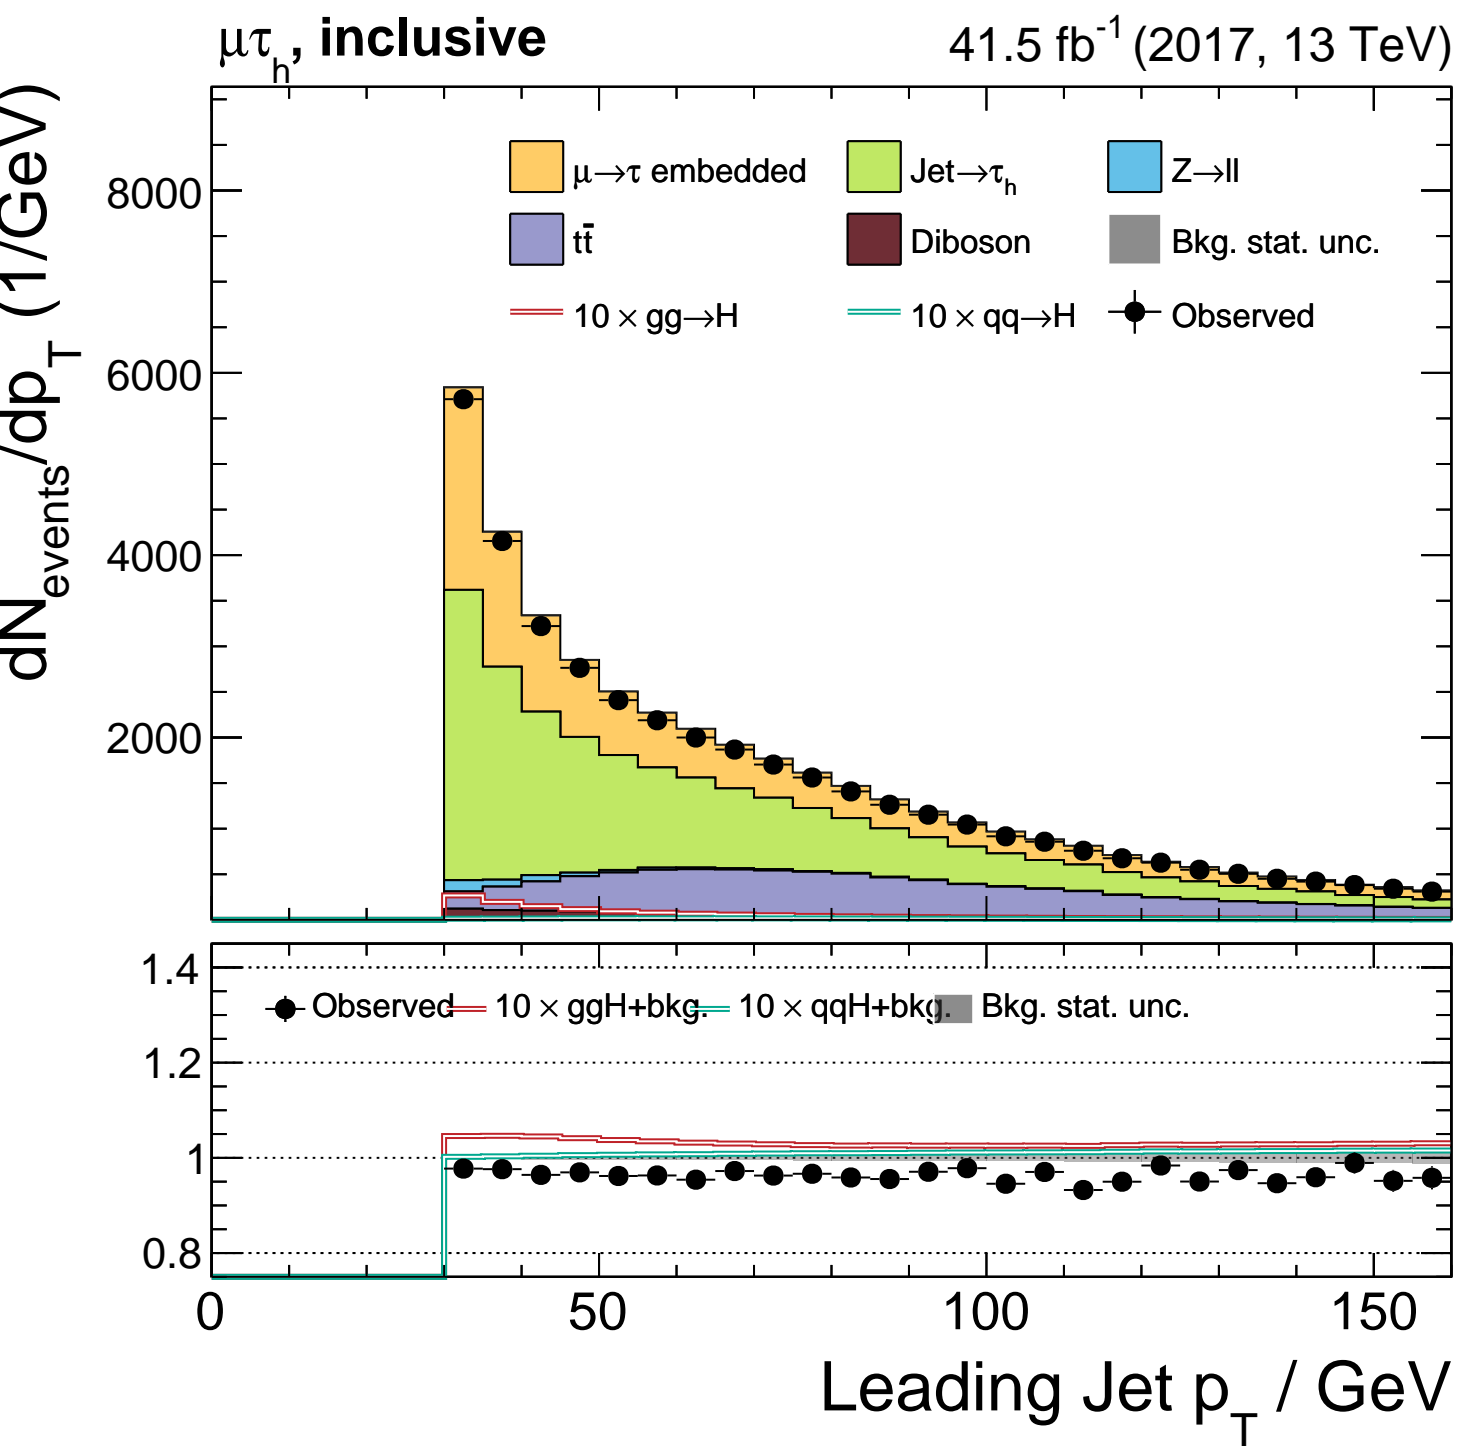 μτh, inclusive
41.5 fb-1 (2017, 13 TeV)
dNevents/dpT (1/GeV)
8000
6000
4000
2000
μ→τ embedded
Jet→τh
Z→ll
tt̄
Diboson
Bkg. stat. unc.
10 × gg→H
10 × qq→H
Observed
1.4
1.2
1
0.8
Observed
10 × ggH+bkg.
10 × qqH+bkg.
Bkg. stat. unc.
0
50
100
150
Leading Jet pT / GeV